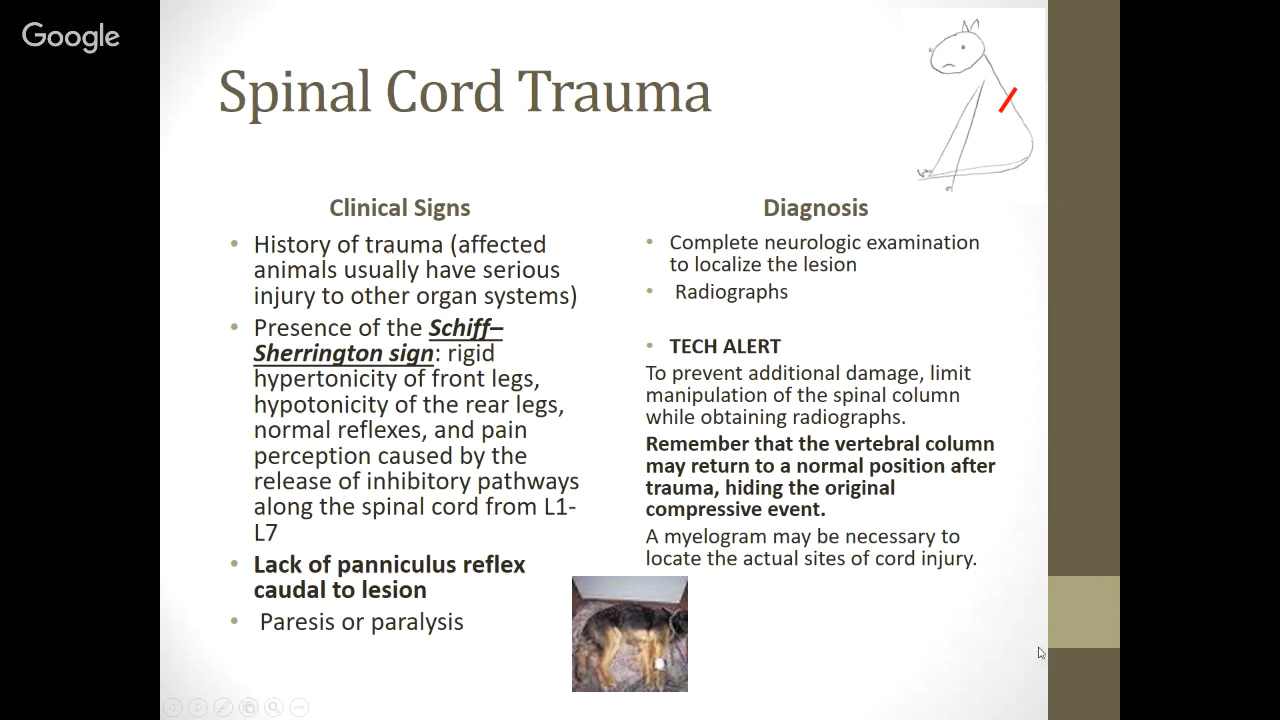 Google
Spinal Cord Trauma
Clinical Signs
• History of trauma (affected
animals usually have serious
injury to other organ systems)
• Presence of the Schiff–
Sherrington sign: rigid
hypertonicity of front legs,
hypotonicity of the rear legs,
normal reflexes, and pain
perception caused by the
release of inhibitory pathways
along the spinal cord from L1-
L7
• Lack of panniculus reflex
caudal to lesion
• Paresis or paralysis
Diagnosis
• Complete neurologic examination
to localize the lesion
• Radiographs
• TECH ALERT
To prevent additional damage, limit
manipulation of the spinal column
while obtaining radiographs.
Remember that the vertebral column
may return to a normal position after
trauma, hiding the original
compressive event.
A myelogram may be necessary to
locate the actual sites of cord injury.